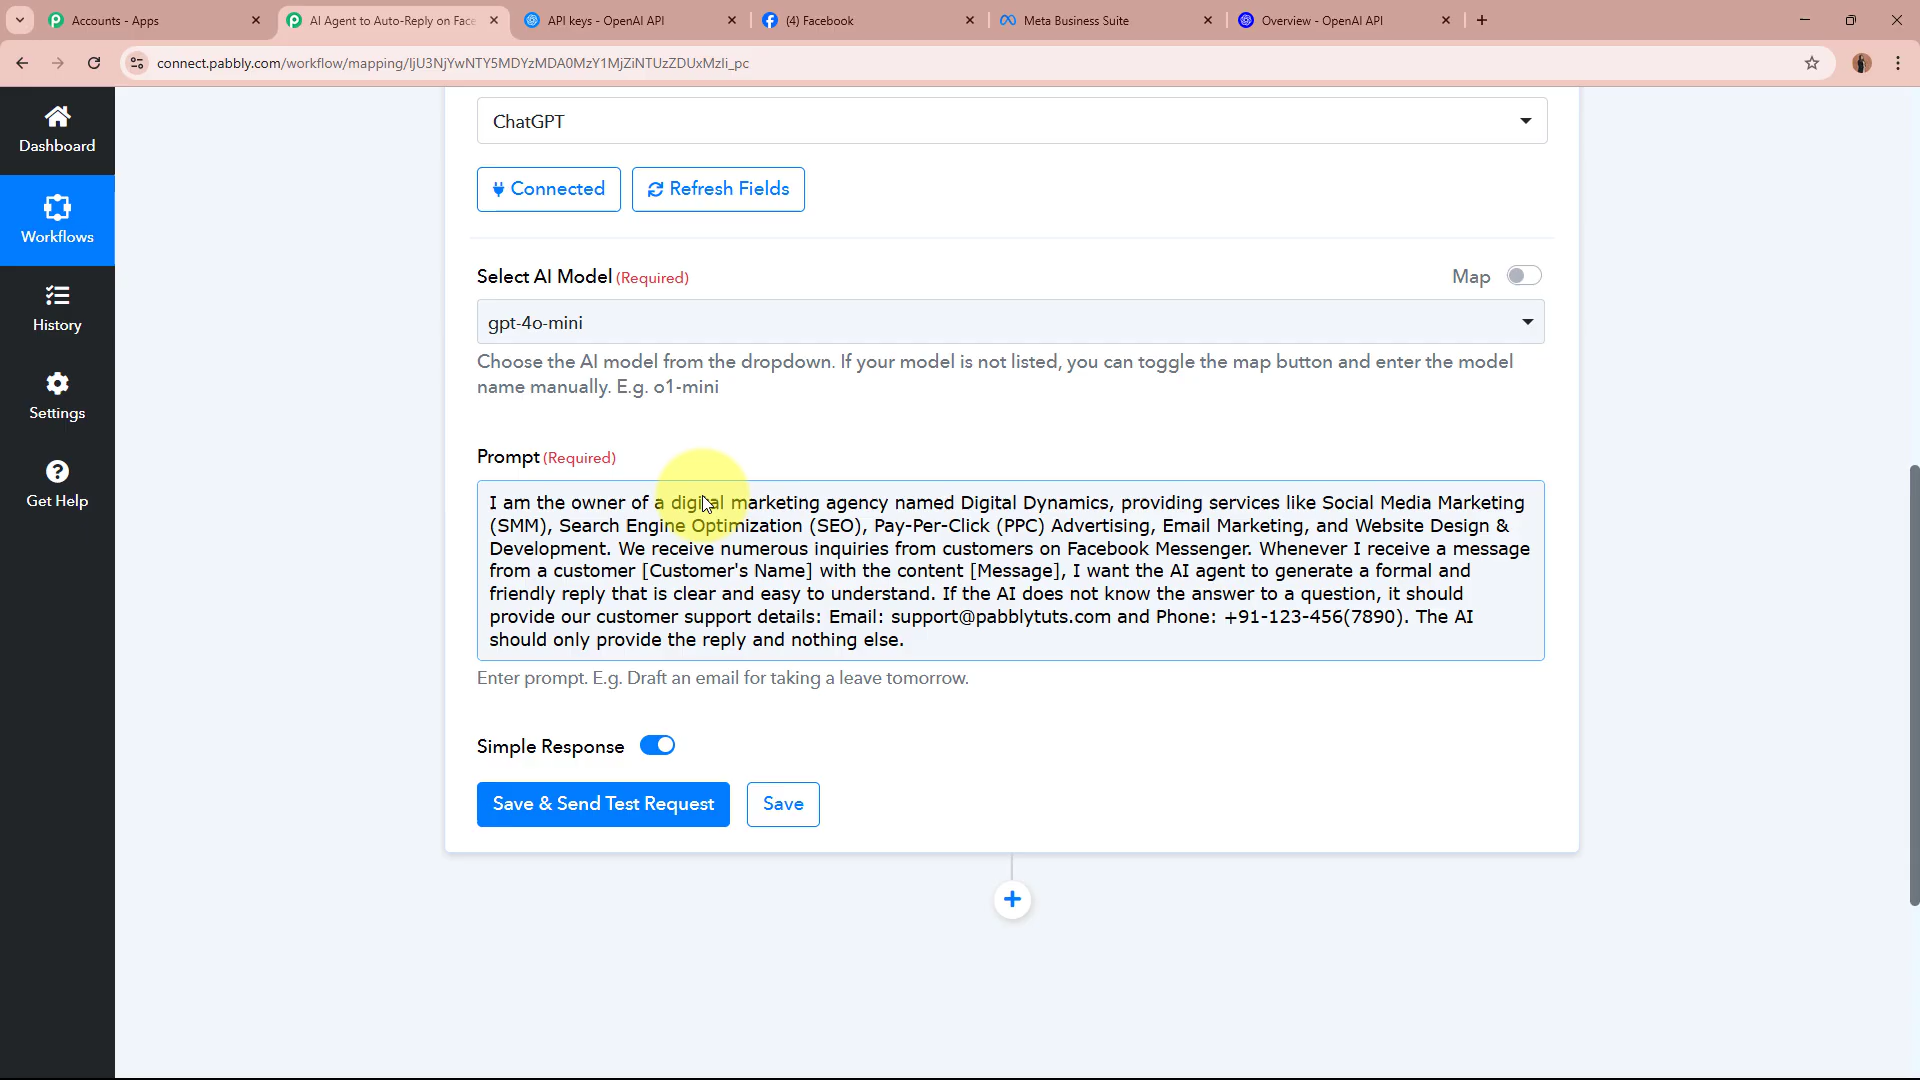 Accounts - Apps
AI Agent to Auto-Reply on Face
API keys - OpenAI API
(4) Facebook
Meta Business Suite
Overview - OpenAI API
connect.pabbly.com/workflow/mapping/IjU3NjYwNTY5MDYzMDA0MzY1MjZiNTUzZDUxMzIi_pc
Dashboard
Workflows
History
Settings
Get Help
ChatGPT
Connected
Refresh Fields
Select AI Model (Required)
Map
gpt-4o-mini
Choose the AI model from the dropdown. If your model is not listed, you can toggle the map button and enter the model
name manually. E.g. o1-mini
Prompt (Required)
I am the owner of a digital marketing agency named Digital Dynamics, providing services like Social Media Marketing
(SMM), Search Engine Optimization (SEO), Pay-Per-Click (PPC) Advertising, Email Marketing, and Website Design &
Development. We receive numerous inquiries from customers on Facebook Messenger. Whenever I receive a message
from a customer [Customer's Name] with the content [Message], I want the AI agent to generate a formal and
friendly reply that is clear and easy to understand. If the AI does not know the answer to a question, it should
provide our customer support details: Email: support@pabblytuts.com and Phone: +91-123-456(7890). The AI
should only provide the reply and nothing else.
Enter prompt. E.g. Draft an email for taking a leave tomorrow.
Simple Response
Save & Send Test Request
Save